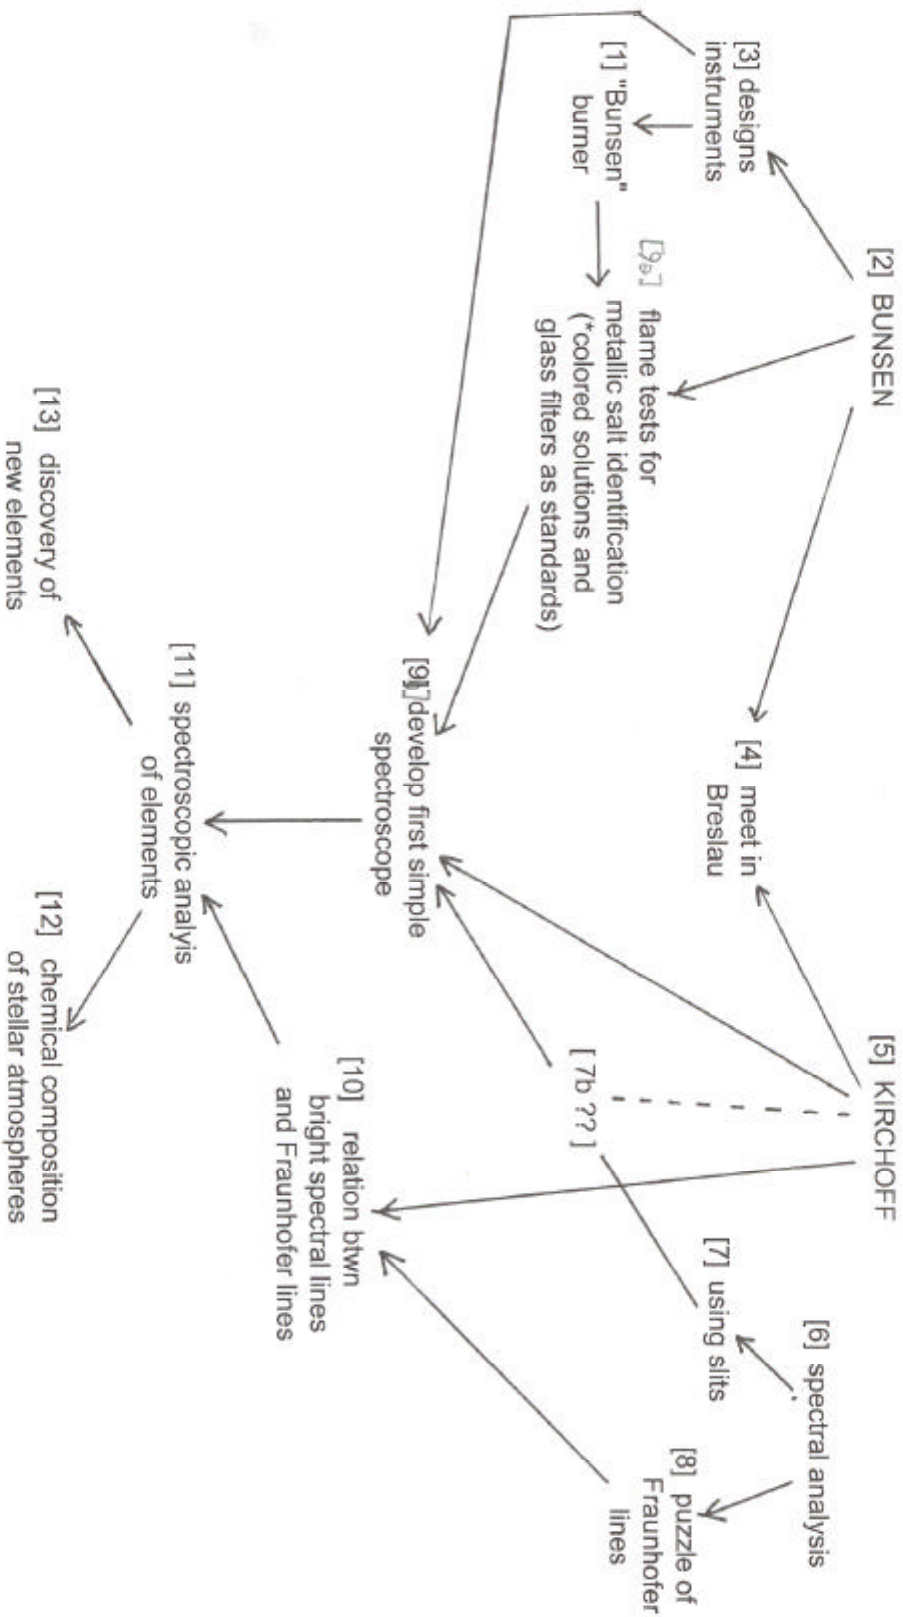 [2] BUNSEN
[5] KIRCHOFF
[6] spectral analysis
[3] designs
instruments
[4] meet in
Breslau
[7] using slits
[8] puzzle of
Fraunhofer
lines
[1] "Bunsen"
burner
[9a] flame tests for
metallic salt identification
(*colored solutions and
glass filters as standards)
[7b ??]
[9b]develop first simple
spectroscope
[10] relation btwn
bright spectral lines
and Fraunhofer lines
[11] spectroscopic analyis
of elements
[13] discovery of
new elements
[12] chemical composition
of stellar atmospheres